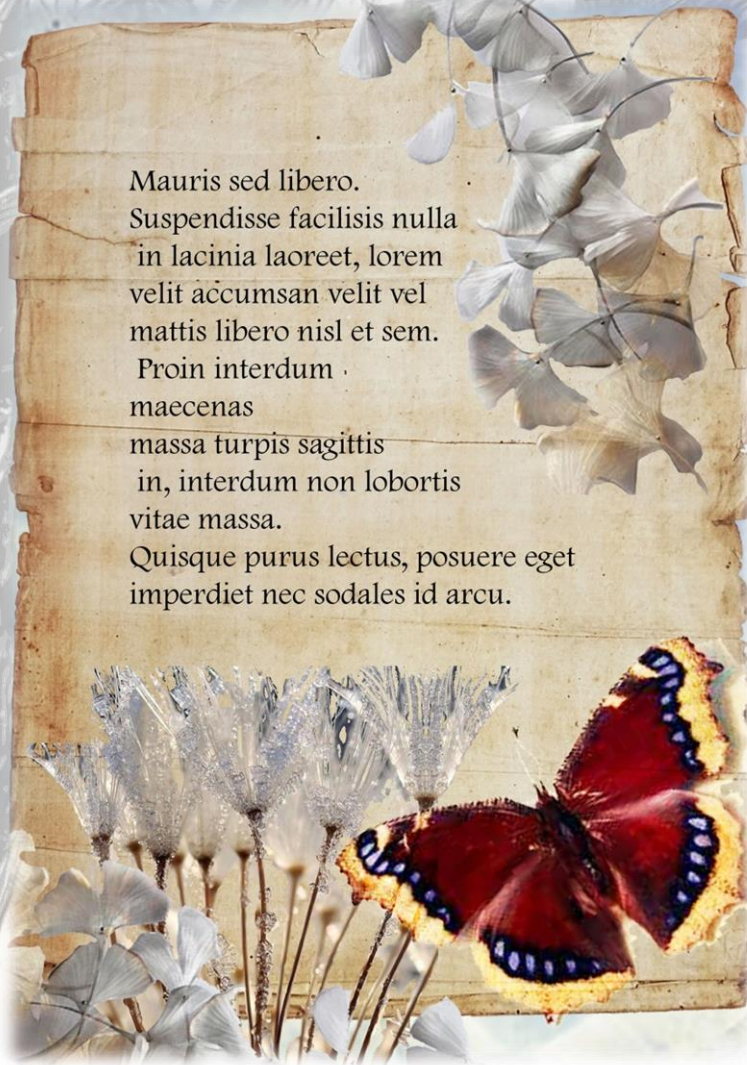 Mauris sed libero.
Suspendisse facilisis nulla
in lacinia laoreet, lorem
velit accumsan velit vel
mattis libero nisl et sem.
Proin interdum
maecenas
massa turpis sagittis
in, interdum non lobortis
vitae massa.
Quisque purus lectus, posuere eget
imperdiet nec sodales id arcu.